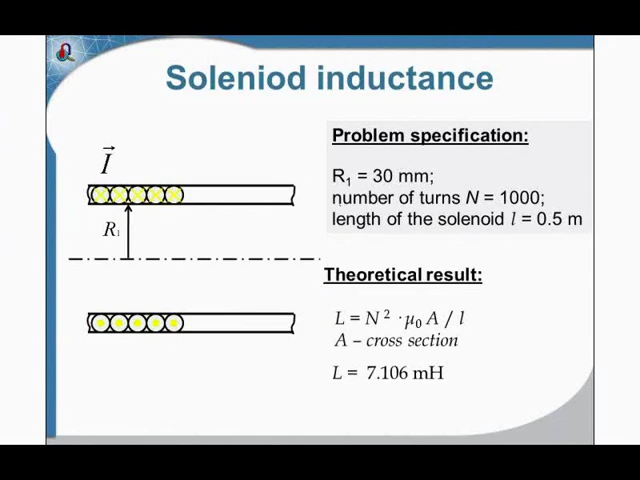 Soleniod inductance
I
R1
Problem specification:
R1 = 30 mm;
number of turns N = 1000;
length of the solenoid l = 0.5 m
Theoretical result:
L = N 2 · μ0 A / l
A – cross section
L = 7.106 mH